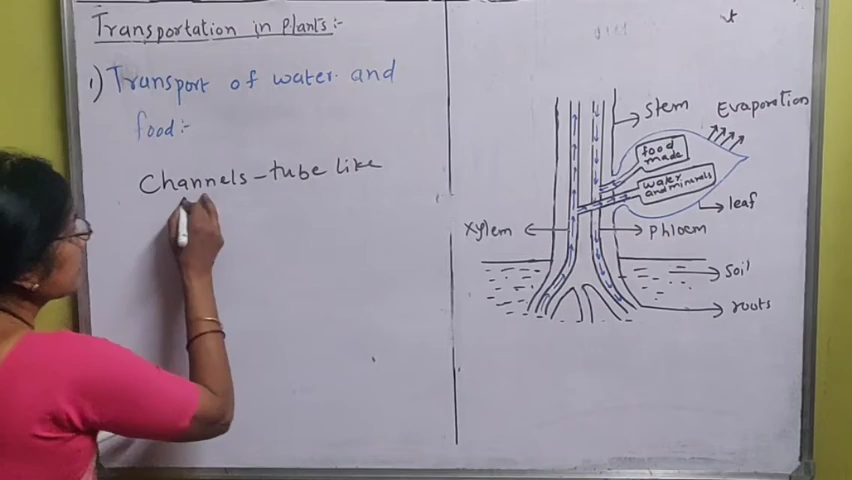 Transportation in Plants:-
1) Transport of water and
food:-
Channels - tube like
stem
Evaporation
food
made
water
and minerals
leaf
xylem
phloem
soil
roots